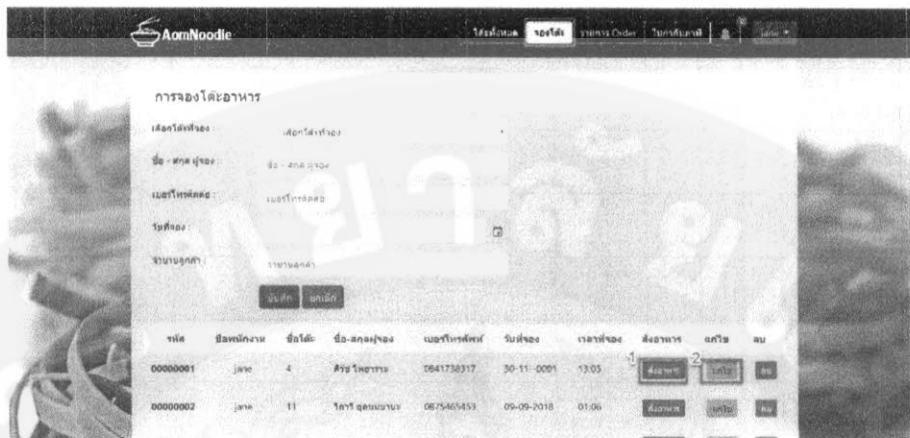 AomNoodle
โต๊ะทั้งหมด จองโต๊ะ รายการ Order ใบกำกับภาษี jane
การจองโต๊ะอาหาร
เลือกโต๊ะที่จอง : เลือกโต๊ะที่จอง
ชื่อ - สกุล ผู้จอง : ชื่อ - สกุล ผู้จอง
เบอร์โทรติดต่อ : เบอร์โทรติดต่อ
วันที่จอง :
จำนวนลูกค้า : จำนวนลูกค้า
บันทึก ยกเลิก
รหัส ชื่อพนักงาน ชื่อโต๊ะ ชื่อ-สกุลผู้จอง เบอร์โทรศัพท์ วันที่จอง เวลาที่จอง สั่งอาหาร แก้ไข ลบ
00000001 jane 4 0841738317 30-11--0001 13:05 1 สั่งอาหาร 2 แก้ไข ลบ
00000002 jane 11 0875465453 09-09-2018 01:06 สั่งอาหาร แก้ไข ลบ